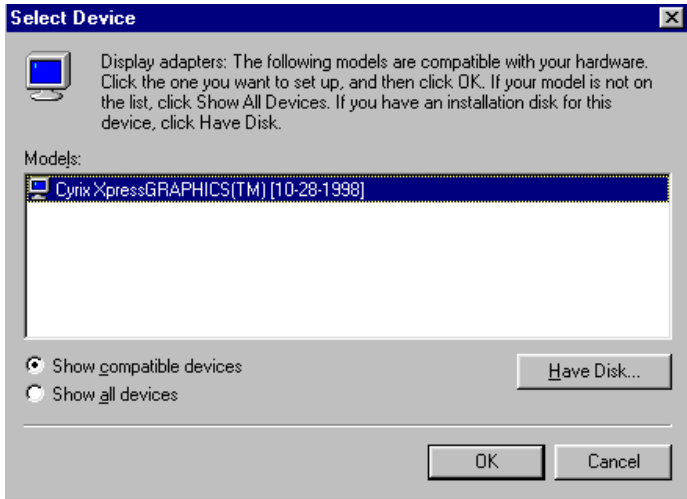 Select Device
Display adapters: The following models are compatible with your hardware.
Click the one you want to set up, and then click OK. If your model is not on
the list, click Show All Devices. If you have an installation disk for this
device, click Have Disk.
Models:
Cyrix XpressGRAPHICS(TM) [10-28-1998]
Show compatible devices
Have Disk...
Show all devices
OK
Cancel